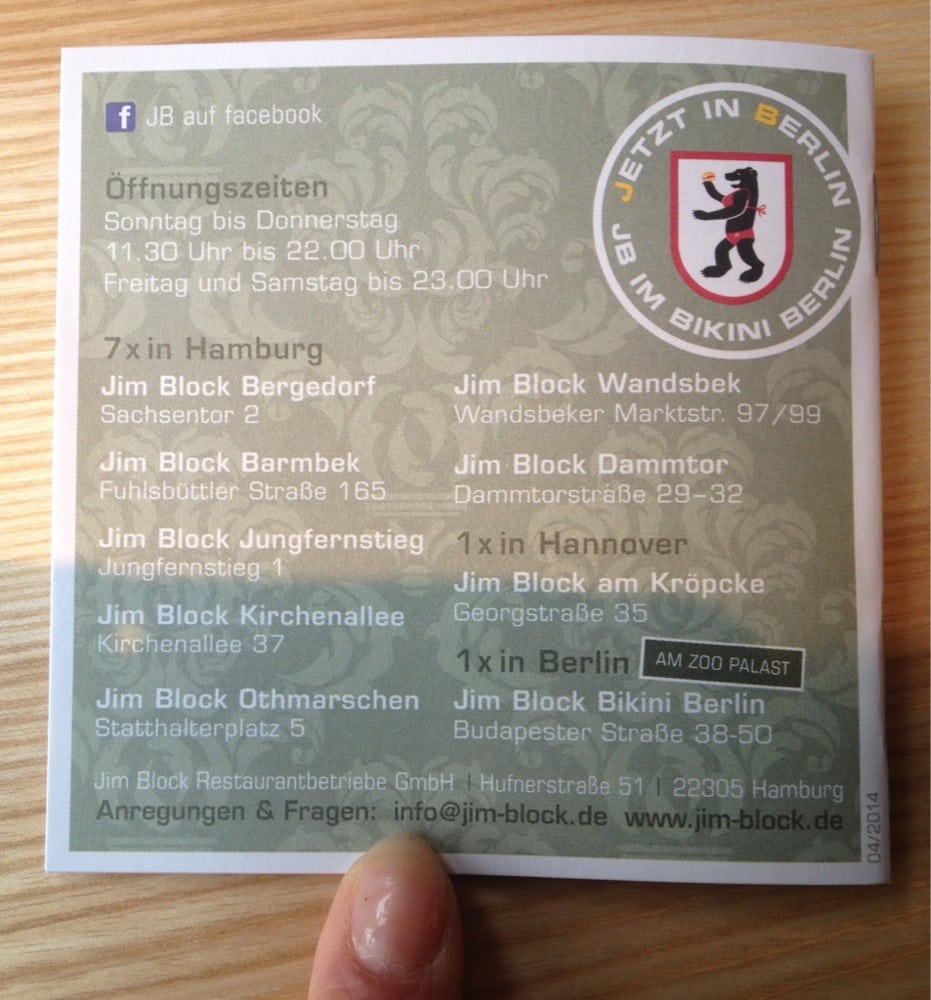 f JB auf facebook
JETZT IN BERLIN
JB IM BIKINI BERLIN
Öffnungszeiten
Sonntag bis Donnerstag
11.30 Uhr bis 22.00 Uhr
Freitag und Samstag bis 23.00 Uhr
7x in Hamburg
Jim Block Bergedorf
Sachsentor 2
Jim Block Barmbek
Fuhlsbüttler Straße 165
Jim Block Jungfernstieg
Jungfernstieg 1
Jim Block Kirchenallee
Kirchenallee 37
Jim Block Othmarschen
Statthalterplatz 5
Jim Block Wandsbek
Wandsbeker Marktstr. 97/99
Jim Block Dammtor
Dammtorstraße 29–32
1x in Hannover
Jim Block am Kröpcke
Georgstraße 35
1x in Berlin AM ZOO PALAST
Jim Block Bikini Berlin
Budapester Straße 38-50
Jim Block Restaurantbetriebe GmbH | Hufnerstraße 51 | 22305 Hamburg
Anregungen & Fragen: info@jim-block.de www.jim-block.de
04/2014